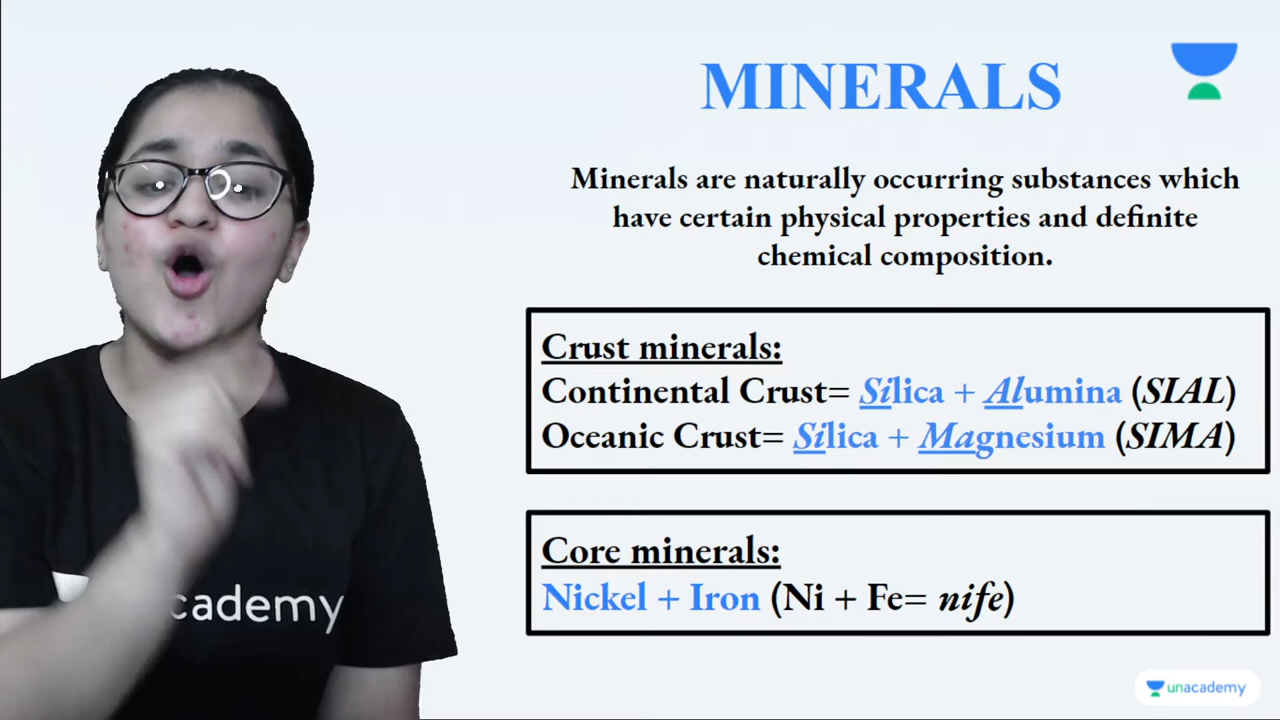 MINERALS
Minerals are naturally occurring substances which
have certain physical properties and definite
chemical composition.
Crust minerals:
Continental Crust= Silica + Alumina (SIAL)
Oceanic Crust= Silica + Magnesium (SIMA)
Core minerals:
Nickel + Iron (Ni + Fe= nife)
cademy
unacademy